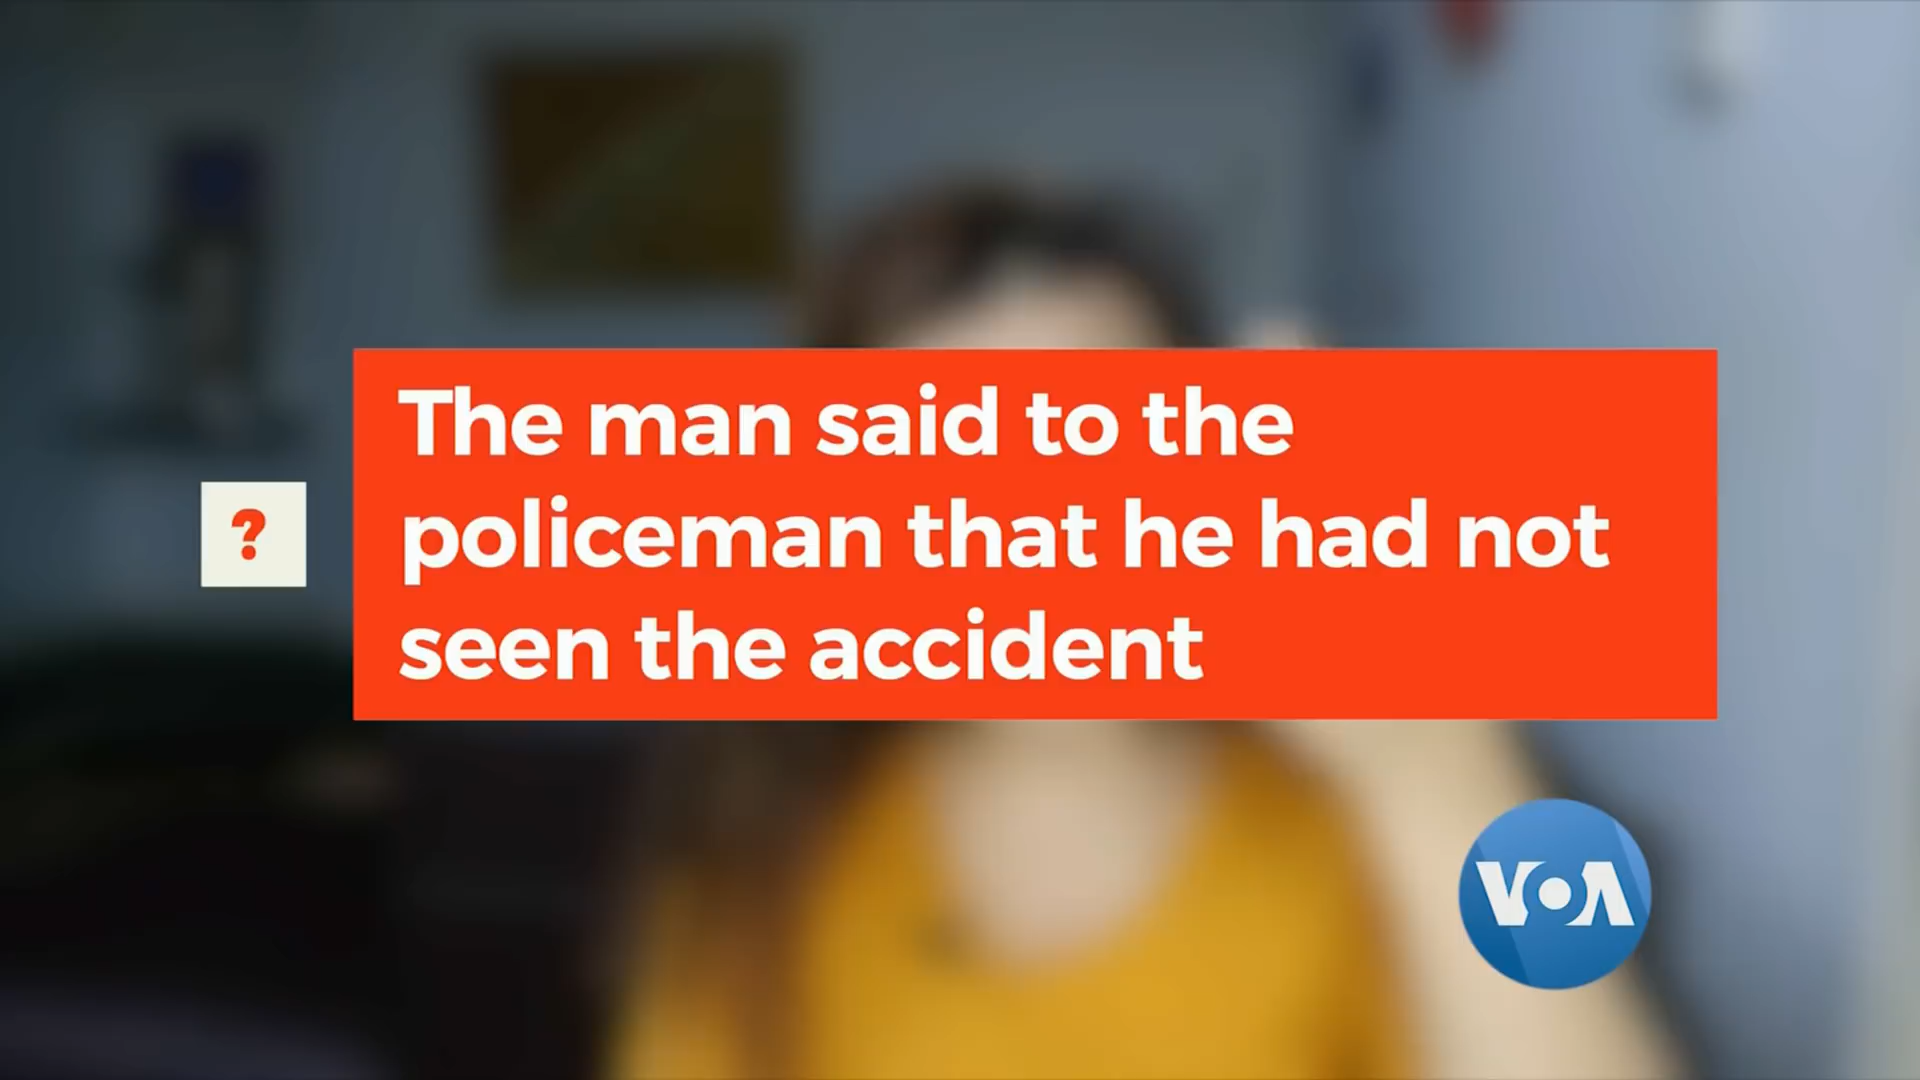 The man said to the
policeman that he had not
?
seen the accident
VOA